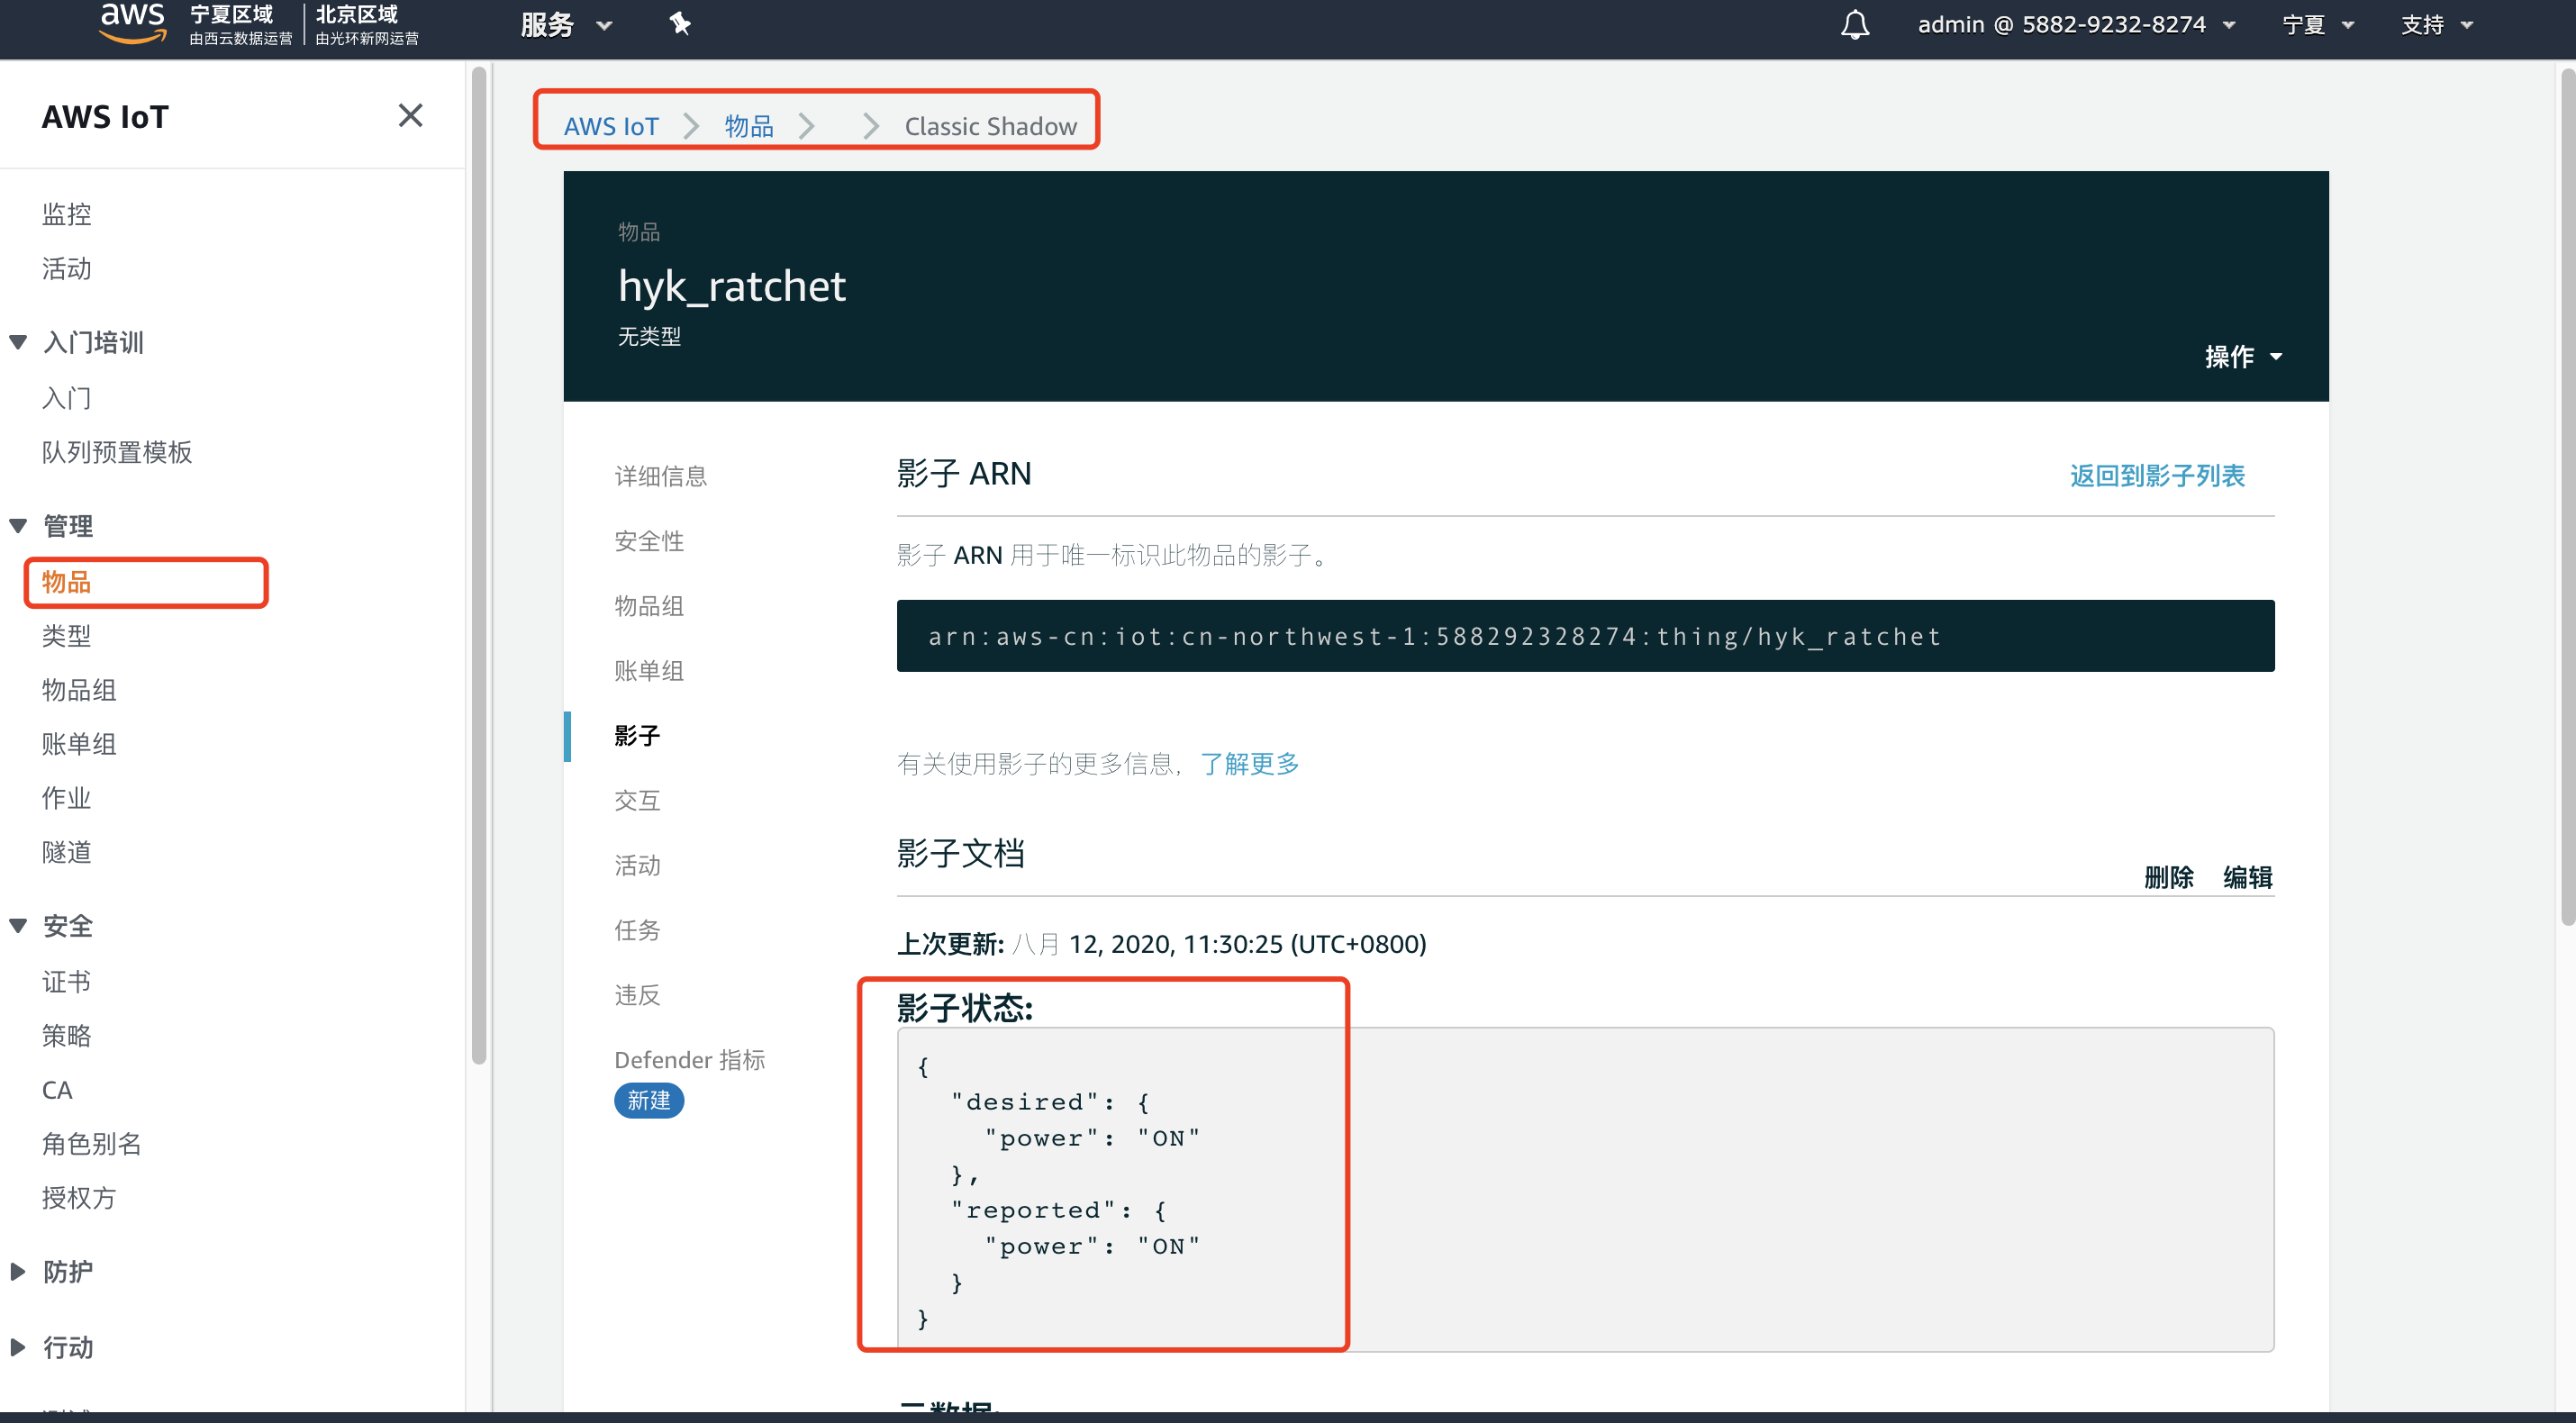 aws 宁夏区域 北京区域
由西云数据运营 由光环新网运营
服务
admin @ 5882-9232-8274 宁夏 支持
AWS IoT
监控
活动
入门培训
入门
队列预置模板
管理
物品
类型
物品组
账单组
作业
隧道
安全
证书
策略
CA
角色别名
授权方
防护
行动
AWS IoT 物品 Classic Shadow
物品
hyk_ratchet
无类型
操作
详细信息
安全性
物品组
账单组
影子
交互
活动
任务
违反
Defender 指标
新建
影子 ARN
返回到影子列表
影子 ARN 用于唯一标识此物品的影子。
arn:aws-cn:iot:cn-northwest-1:588292328274:thing/hyk_ratchet
有关使用影子的更多信息，了解更多
影子文档
删除 编辑
上次更新: 八月 12, 2020, 11:30:25 (UTC+0800)
影子状态:
{
"desired": {
"power": "ON"
},
"reported": {
"power": "ON"
}
}
元数据: